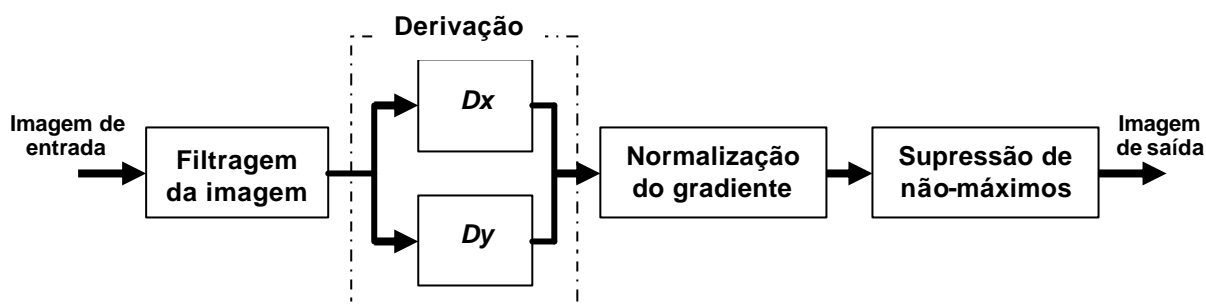 Derivação
Imagem de
entrada
Filtragem
da imagem
Dx
Dy
Normalização
do gradiente
Supressão de
não-máximos
Imagem
de saída